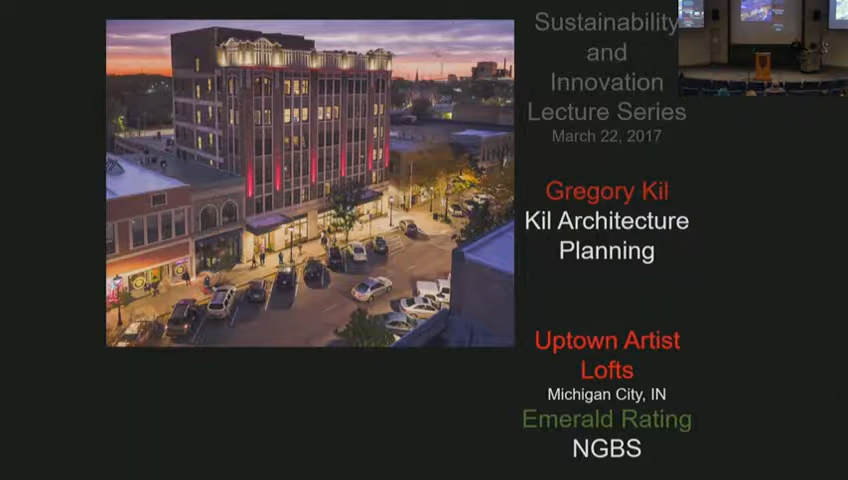 Sustainability
and
Innovation
Lecture Series
March 22, 2017
Gregory Kil
Kil Architecture
Planning
Uptown Artist
Lofts
Michigan City, IN
Emerald Rating
NGBS